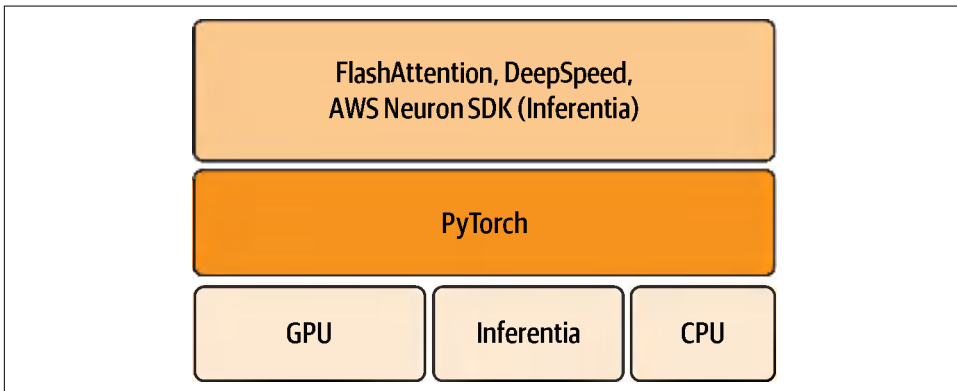 FlashAttention, DeepSpeed,
AWS Neuron SDK (Inferentia)
PyTorch
GPU
Inferentia
CPU